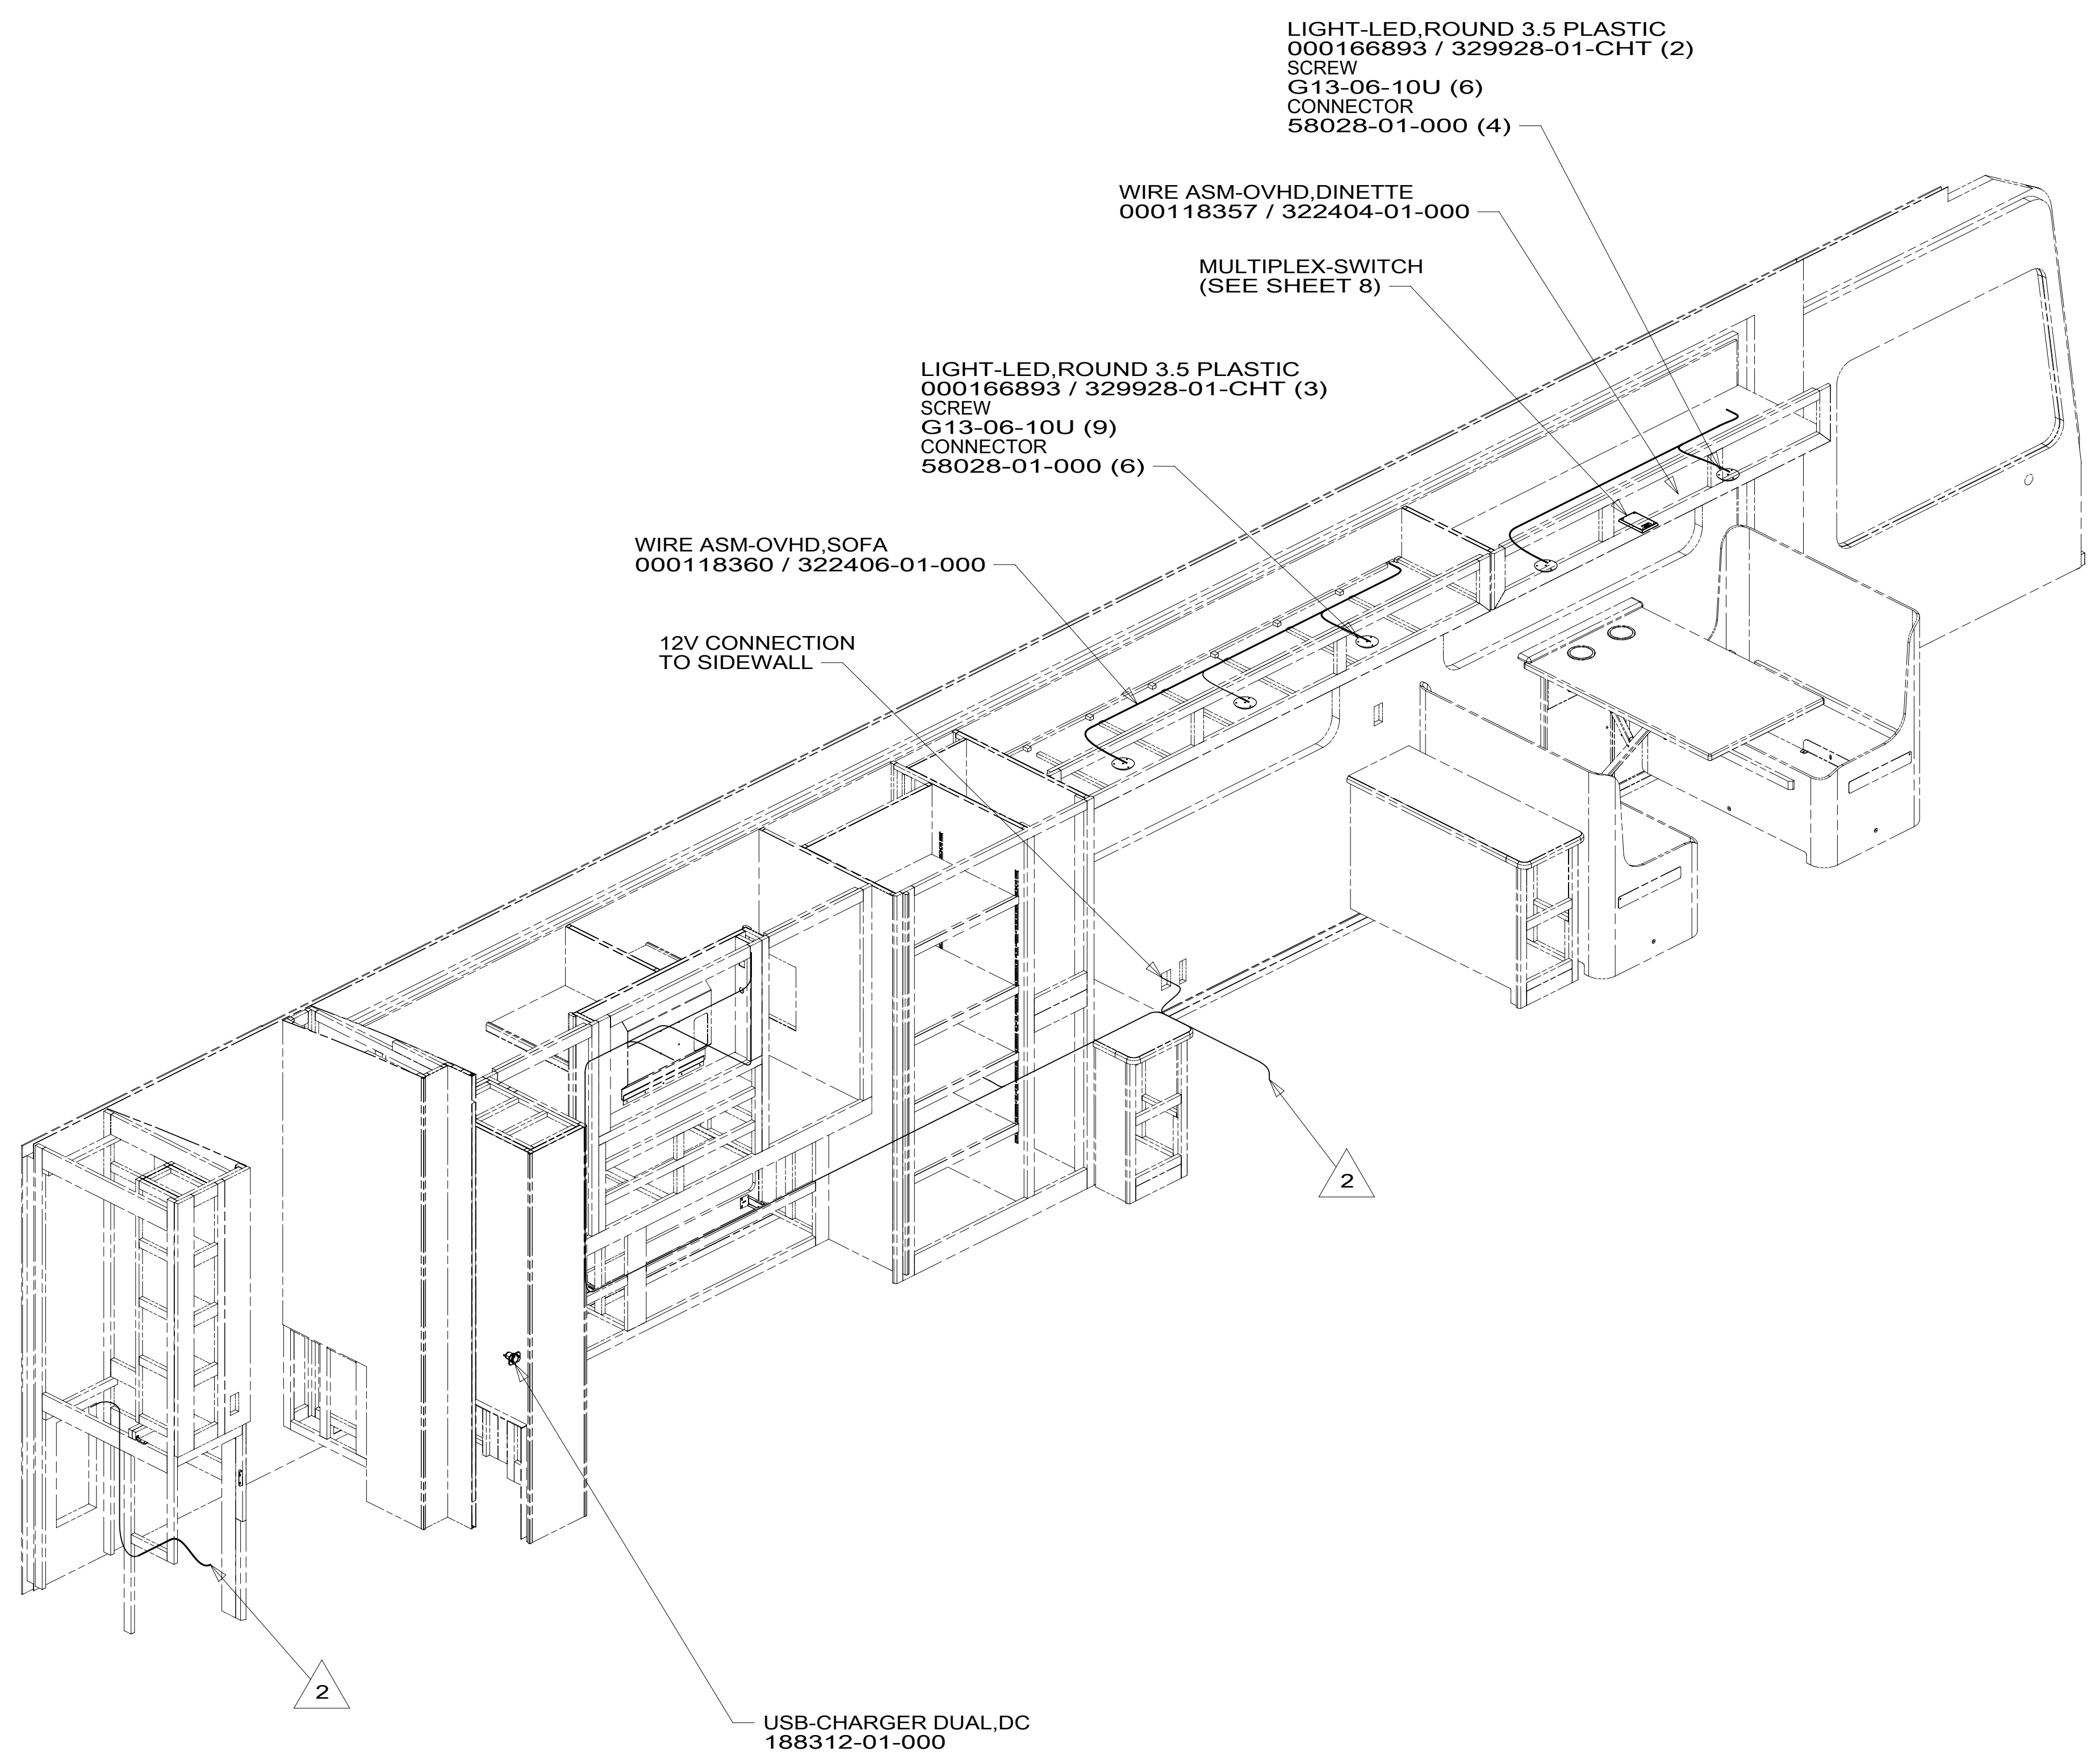 LIGHT-LED,ROUND 3.5 PLASTIC
000166893 / 329928-01-CHT (2)
SCREW
G13-06-10U (6)
CONNECTOR
58028-01-000 (4)
WIRE ASM-OVHD,DINETTE
000118357 / 322404-01-000
MULTIPLEX-SWITCH
(SEE SHEET 8)
LIGHT-LED,ROUND 3.5 PLASTIC
000166893 / 329928-01-CHT (3)
SCREW
G13-06-10U (9)
CONNECTOR
58028-01-000 (6)
WIRE ASM-OVHD,SOFA
000118360 / 322406-01-000
12V CONNECTION
TO SIDEWALL
2
2
USB-CHARGER DUAL,DC
188312-01-000